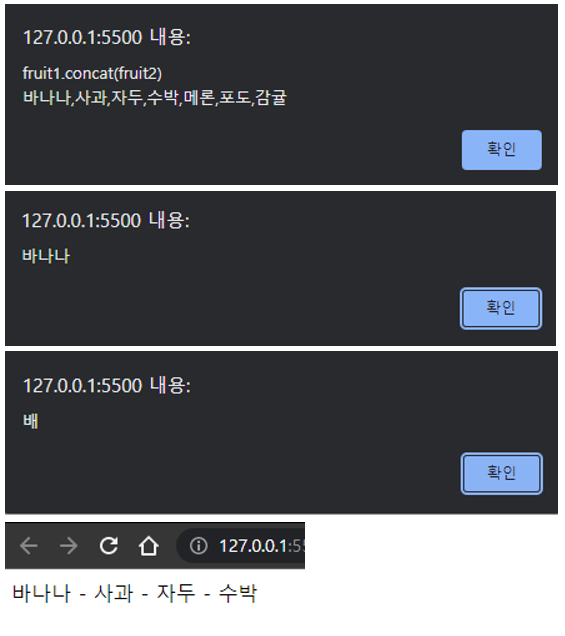 127.0.0.1:5500 내용:
fruit1.concat(fruit2)
바나나,사과,자두,수박,메론,포도,감귤
확인
127.0.0.1:5500 내용:
바나나
확인
127.0.0.1:5500 내용:
배
확인
127.0.0.1:55
바나나 - 사과 - 자두 - 수박